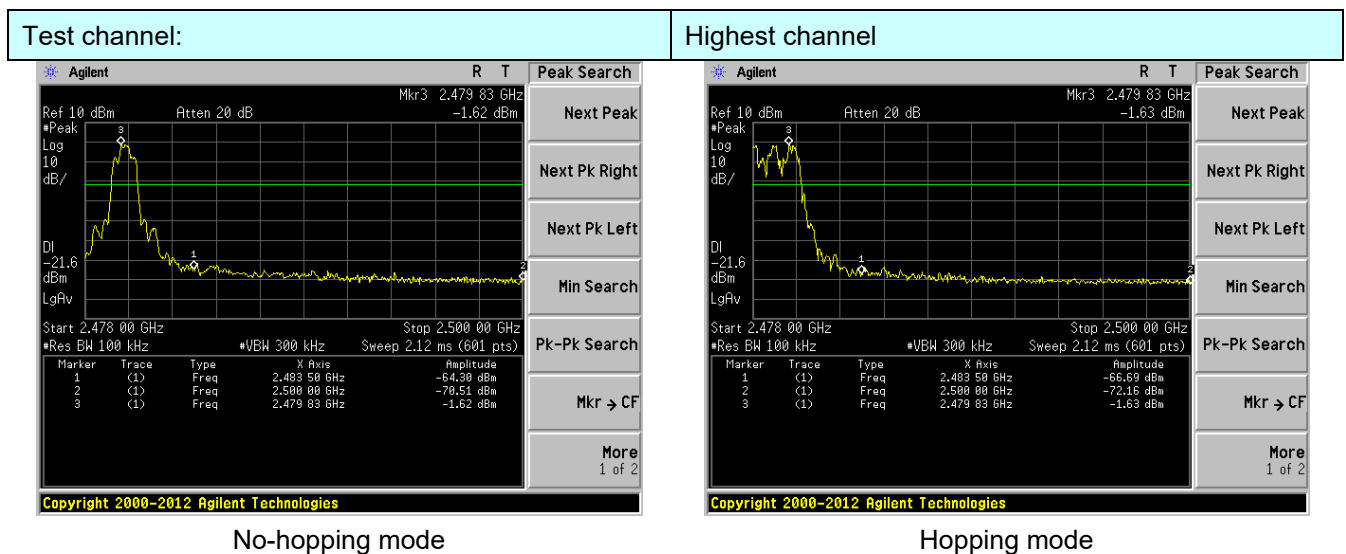 Test channel: Highest channel
Agilent R T Peak Search
Mkr3 2.479 83 GHz
Ref 10 dBm Atten 20 dB -1.62 dBm
#Peak
Log
10
dB/
3
1
2
DI
-21.6
dBm
LgAv
Start 2.478 00 GHz Stop 2.500 00 GHz
#Res BW 100 kHz #VBW 300 kHz Sweep 2.12 ms (601 pts)
Marker Trace Type X Axis Amplitude
1 (1) Freq 2.483 50 GHz -64.30 dBm
2 (1) Freq 2.500 00 GHz -70.51 dBm
3 (1) Freq 2.479 83 GHz -1.62 dBm
Next Peak
Next Pk Right
Next Pk Left
Min Search
Pk-Pk Search
Mkr → CF
More
1 of 2
Copyright 2000-2012 Agilent Technologies
No-hopping mode
Agilent R T Peak Search
Mkr3 2.479 83 GHz
Ref 10 dBm Atten 20 dB -1.63 dBm
#Peak
Log
10
dB/
3
1
2
DI
-21.6
dBm
LgAv
Start 2.478 00 GHz Stop 2.500 00 GHz
#Res BW 100 kHz #VBW 300 kHz Sweep 2.12 ms (601 pts)
Marker Trace Type X Axis Amplitude
1 (1) Freq 2.483 50 GHz -66.69 dBm
2 (1) Freq 2.500 00 GHz -72.16 dBm
3 (1) Freq 2.479 83 GHz -1.63 dBm
Next Peak
Next Pk Right
Next Pk Left
Min Search
Pk-Pk Search
Mkr → CF
More
1 of 2
Copyright 2000-2012 Agilent Technologies
Hopping mode